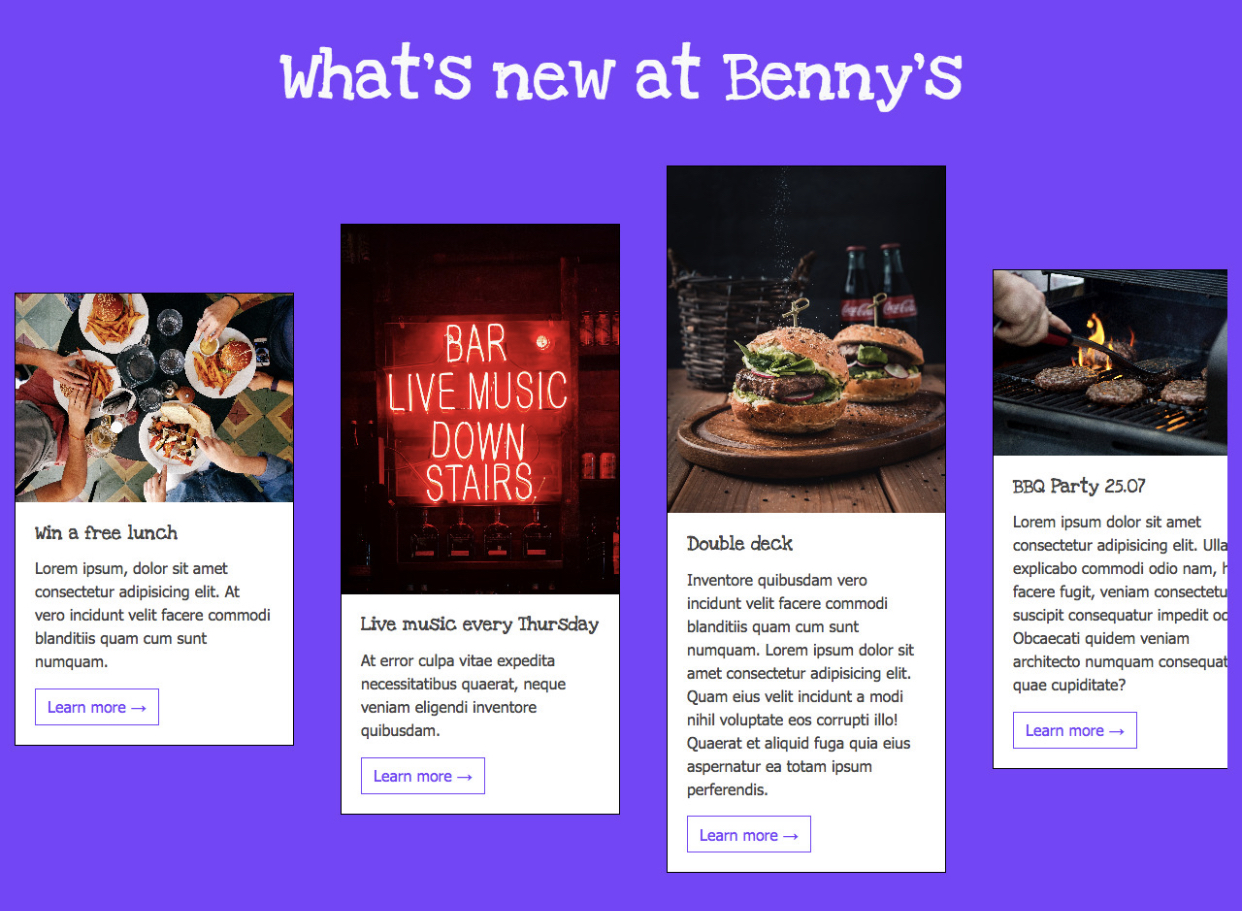 What's new at Benny's
Win a free lunch
Lorem ipsum, dolor sit amet
consectetur adipisicing elit. At
vero incidunt velit facere commodi
blanditiis quam cum sunt
numquam.
Learn more →
BAR
LIVE MUSIC
DOWN
STAIRS
Live music every Thursday
At error culpa vitae expedita
necessitatibus quaerat, neque
veniam eligendi inventore
quibusdam.
Learn more →
Coca-Cola Coca-Cola
Double deck
Inventore quibusdam vero
incidunt velit facere commodi
blanditiis quam cum sunt
numquam. Lorem ipsum dolor sit
amet consectetur adipisicing elit.
Quam eius velit incidunt a modi
nihil voluptate eos corrupti illo!
Quaerat et aliquid fuga quia eius
aspernatur ea totam ipsum
perferendis.
Learn more →
BBQ Party 25.07
Lorem ipsum dolor sit amet
consectetur adipisicing elit. Ulla
explicabo commodi odio nam, h
facere fugit, veniam consectetu
suscipit consequatur impedit oc
Obcaecati quidem veniam
architecto numquam consequat
quae cupiditate?
Learn more →